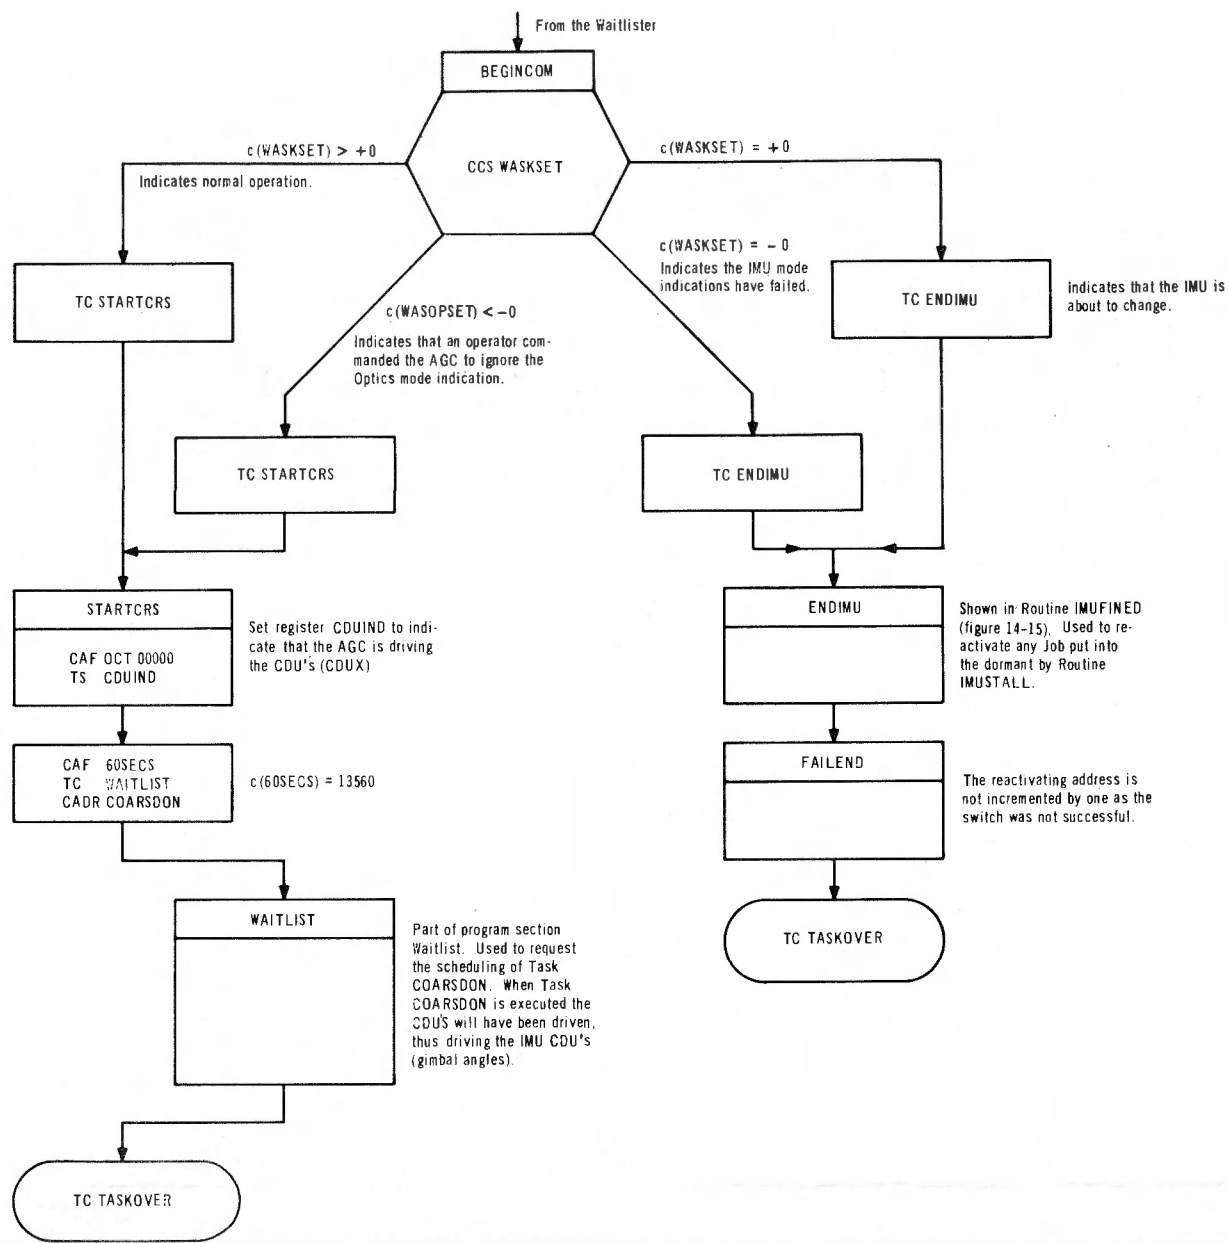 From the Waitlister
BEGINCOM
CCS WASKSET
c(WASKSET) > +0
Indicates normal operation.
c(WASKSET) = +0
TC STARTCRS
c(WASOPSET) < -0
Indicates that an operator com-
manded the AGC to ignore the
Optics mode indication.
c(WASKSET) = - 0
Indicates the IMU mode
indications have failed.
TC ENDIMU
Indicates that the IMU is
about to change.
TC STARTCRS
TC ENDIMU
STARTCRS
CAF OCT 00000
TS CDUIND
Set register CDUIND to indi-
cate that the AGC is driving
the CDU's (CDUX)
ENDIMU
Shown in Routine IMUFINED
(figure 14-15). Used to re-
activate any Job put into
the dormant by Routine
IMUSTALL.
CAF 60SECS
TC WAITLIST
CADR COARSDON
c(60SECS) = 13560
FAILEND
The reactivating address is
not incremented by one as the
switch was not successful.
WAITLIST
Part of program section
Waitlist. Used to request
the scheduling of Task
COARSDON. When Task
COARSDON is executed the
CDU'S will have been driven,
thus driving the IMU CDU's
(gimbal angles).
TC TASKOVER
TC TASKOVER